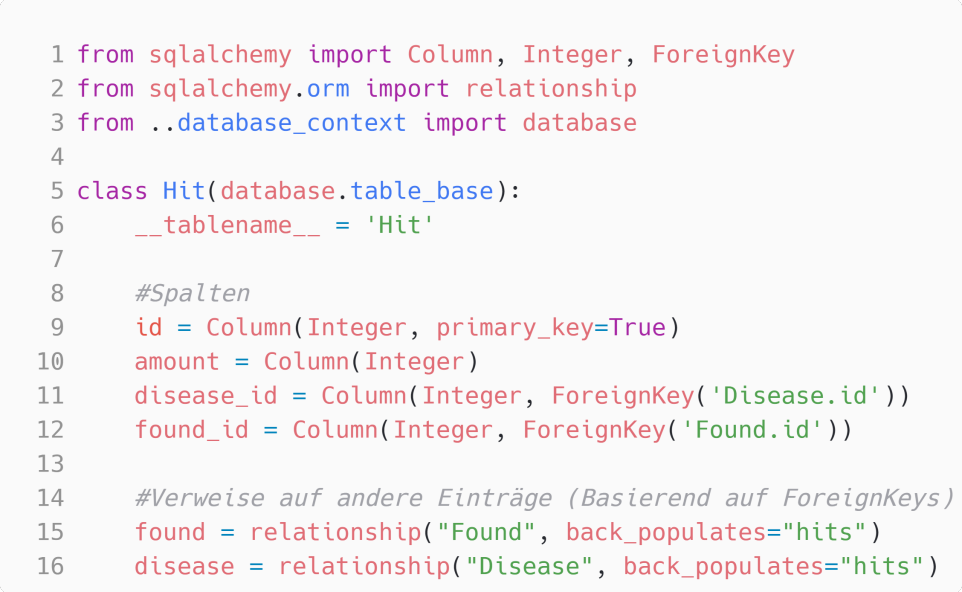 1 from sqlalchemy import Column, Integer, ForeignKey
2 from sqlalchemy.orm import relationship
3 from ..database_context import database
4
5 class Hit(database.table_base):
6     __tablename__ = 'Hit'
7
8     #Spalten
9     id = Column(Integer, primary_key=True)
10     amount = Column(Integer)
11     disease_id = Column(Integer, ForeignKey('Disease.id'))
12     found_id = Column(Integer, ForeignKey('Found.id'))
13
14     #Verweise auf andere Einträge (Basierend auf ForeignKeys)
15     found = relationship("Found", back_populates="hits")
16     disease = relationship("Disease", back_populates="hits")